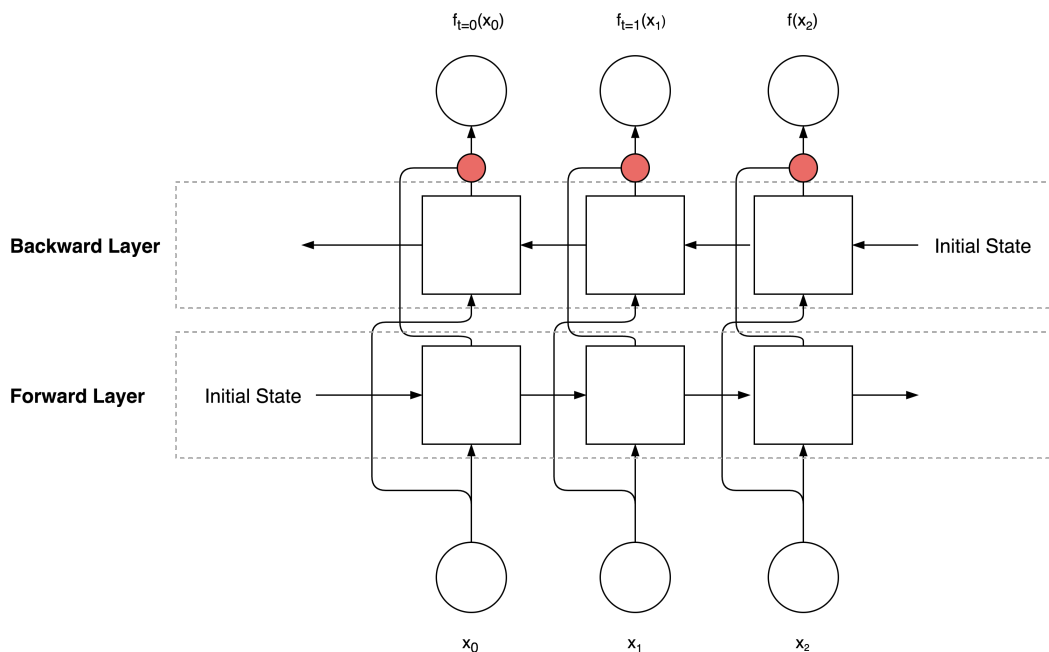 f_{t=0}(x_0) f_{t=1}(x_1) f(x_2)
Backward Layer Initial State
Forward Layer Initial State
x_0 x_1 x_2